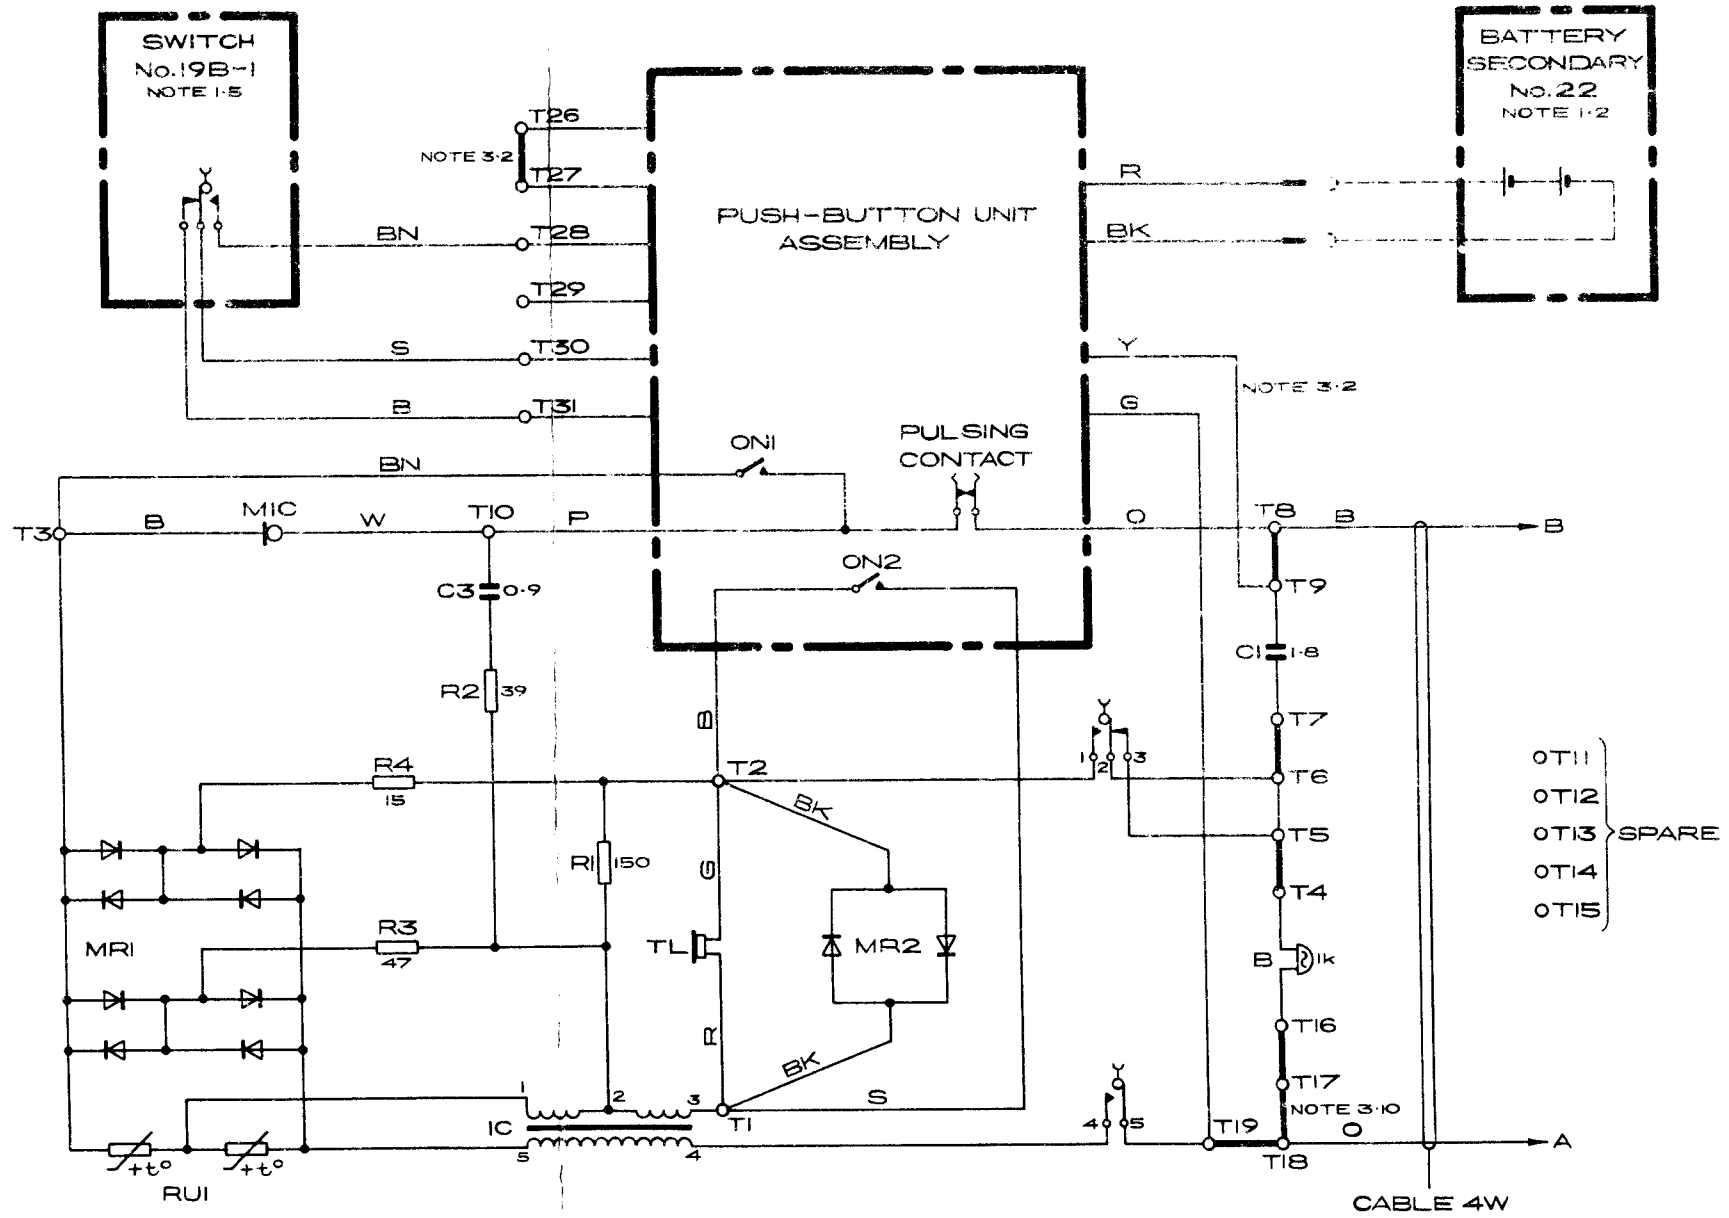 SWITCH
No.19B-1
NOTE 1·5
BATTERY
SECONDARY
No.22
NOTE 1·2
T26
NOTE 3·2
T27
BN
T28
T29
S
T30
B
T31
PUSH-BUTTON UNIT
ASSEMBLY
R
BK
Y
NOTE 3·2
G
ON1
PULSING
CONTACT
BN
T3
B
MIC
W
T10
P
O
T8
B
B
ON2
T9
C3
0·9
C1
1·8
R2
39
B
T7
1
2
3
T6
T5
T4
R4
15
T2
BK
G
R1
150
OT11
OT12
OT13
OT14
OT15
SPARE
MR1
R3
47
TL
MR2
B
1k
R
BK
T16
T17
NOTE 3·10
1
2
3
IC
5
4
T1
S
4
5
T19
T18
O
A
+t°
+t°
RU1
CABLE 4W